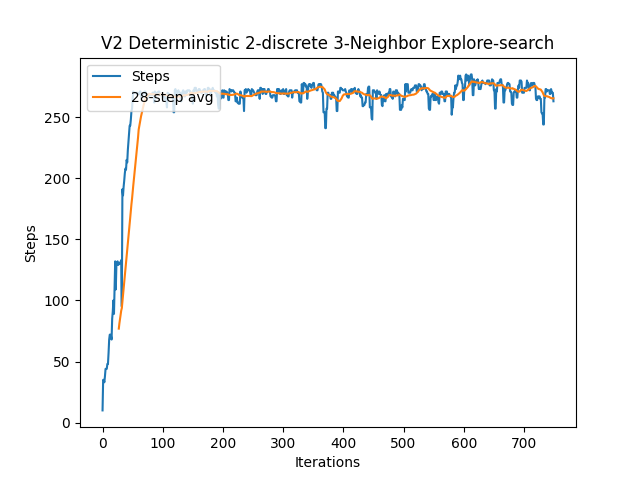 V2 Deterministic 2-discrete 3-Neighbor Explore-search
Steps
28-step avg
250
200
150
100
50
0
Steps
0 100 200 300 400 500 600 700
Iterations